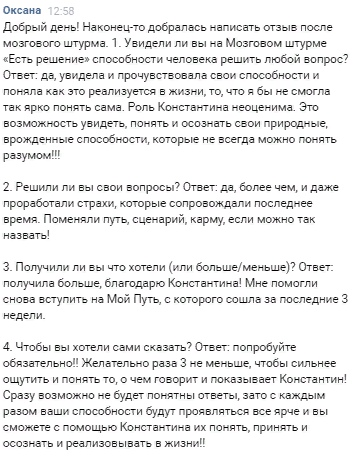 Оксана 12:58
Добрый день! Наконец-то добралась написать отзыв после
мозгового штурма. 1. Увидели ли вы на Мозговом штурме
«Есть решение» способности человека решить любой вопрос?
Ответ: да, увидела и прочувствовала свои способности и
поняла как это реализуется в жизни, то, что я бы не смогла
так ярко понять сама. Роль Константина неоценима. Это
возможность увидеть, понять и осознать свои природные,
врожденные способности, которые не всегда можно понять
разумом!!!
2. Решили ли вы свои вопросы? Ответ: да, более чем, и даже
проработали страхи, которые сопровождали последнее
время. Поменяли путь, сценарий, карму, если можно так
назвать!
3. Получили ли вы что хотели (или больше/меньше)? Ответ:
получила больше, благодарю Константина! Мне помогли
снова вступить на Мой Путь, с которого сошла за последние 3
недели.
4. Чтобы вы хотели сами сказать? Ответ: попробуйте
обязательно!! Желательно раза 3 не меньше, чтобы сильнее
ощутить и понять то, о чем говорит и показывает Константин!
Сразу возможно не будет понятны ответы, зато с каждым
разом ваши способности будут проявляться все ярче и вы
сможете с помощью Константина их понять, принять и
осознать и реализовывать в жизни!!